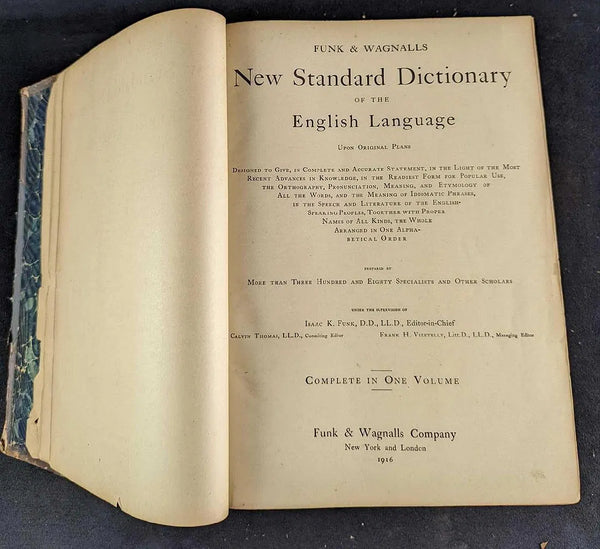 FUNK & WAGNALLS
New Standard Dictionary
OF THE
English Language
UPON ORIGINAL PLANS
DESIGNED TO GIVE, IN COMPLETE AND ACCURATE STATEMENT, IN THE LIGHT OF THE MOST
RECENT ADVANCES IN KNOWLEDGE, IN THE READIEST FORM FOR POPULAR USE,
THE ORTHOGRAPHY, PRONUNCIATION, MEANING, AND ETYMOLOGY OF
ALL THE WORDS, AND THE MEANING OF IDIOMATIC PHRASES,
IN THE SPEECH AND LITERATURE OF THE ENGLISH-
SPEAKING PEOPLES, TOGETHER WITH PROPER
NAMES OF ALL KINDS, THE WHOLE
ARRANGED IN ONE ALPHA-
BETICAL ORDER
PREPARED BY
MORE THAN THREE HUNDRED AND EIGHTY SPECIALISTS AND OTHER SCHOLARS
UNDER THE SUPERVISION OF
ISAAC K. FUNK, D.D., LL.D., Editor-in-Chief
CALVIN THOMAS, LL.D., Consulting Editor FRANK H. VIZETELLY, LITT.D., LL.D., Managing Editor
COMPLETE IN ONE VOLUME
Funk & Wagnalls Company
New York and London
1916